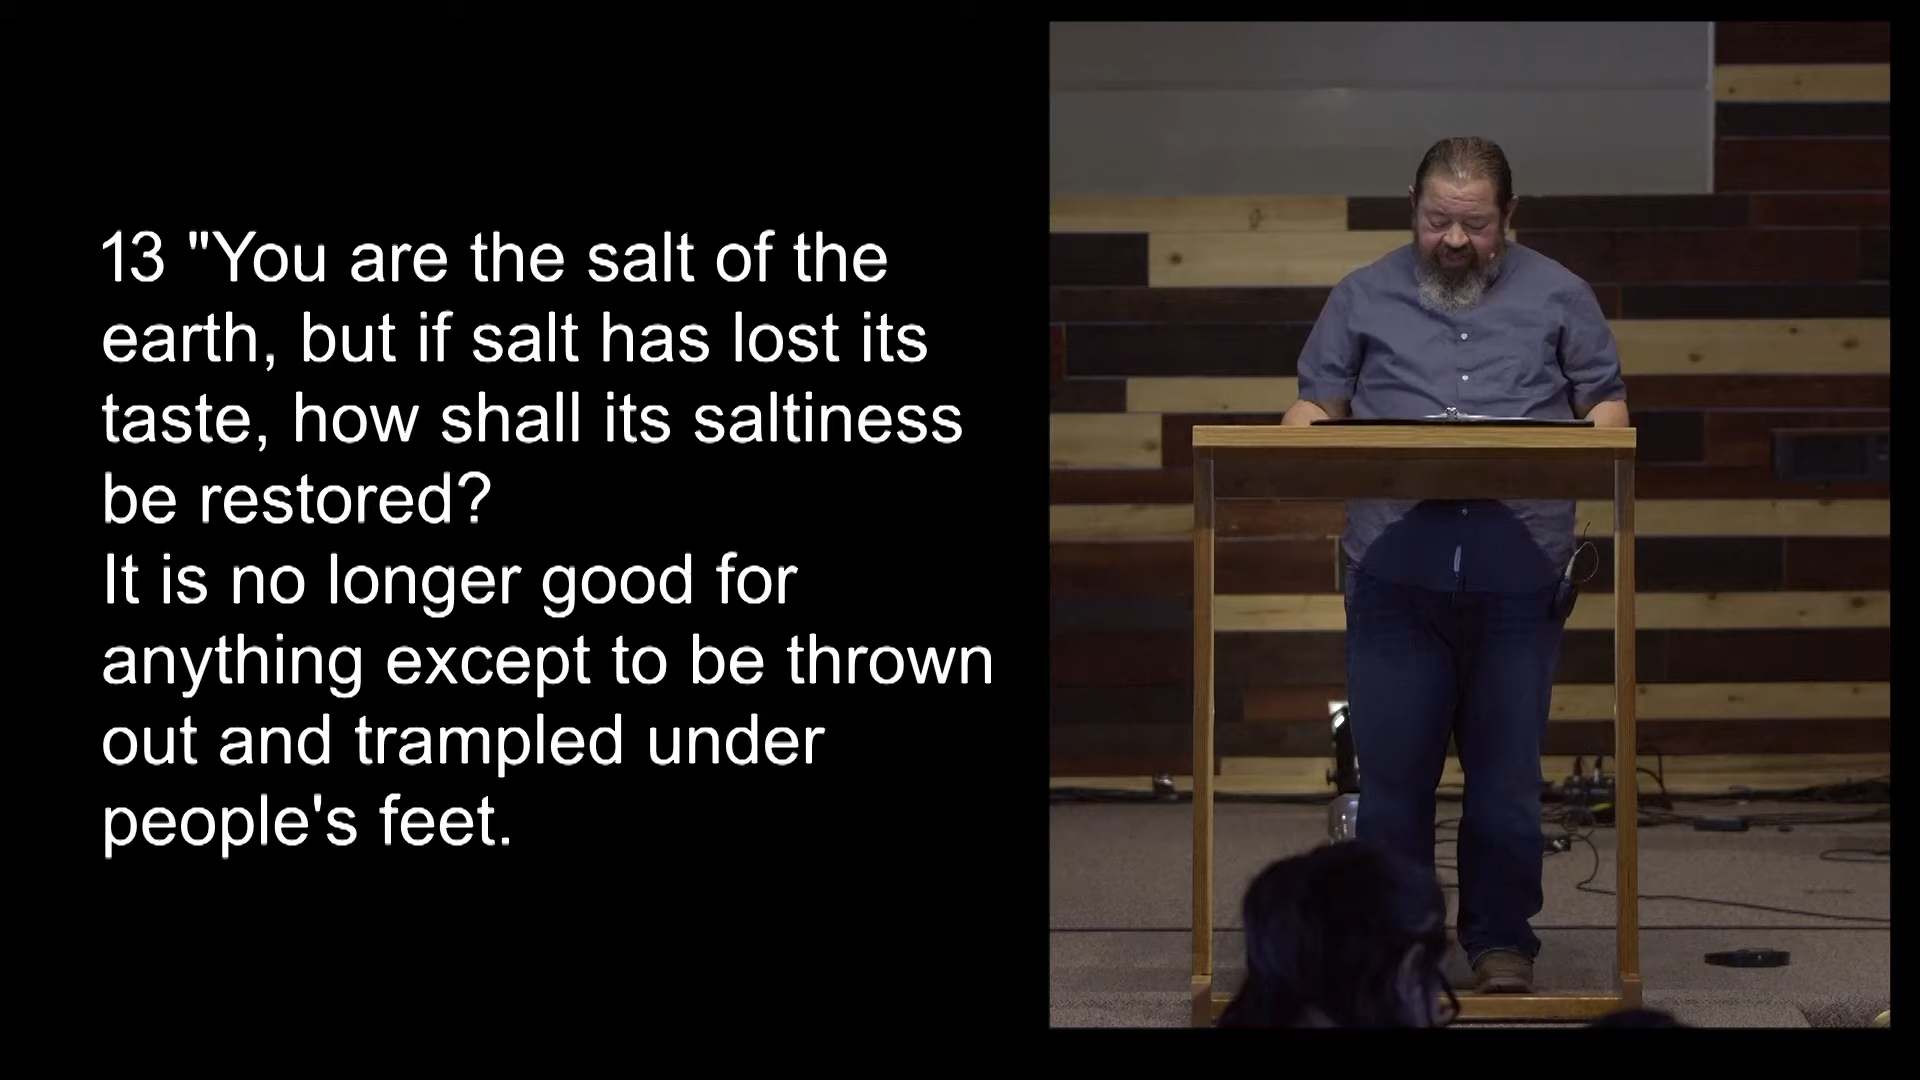 13 "You are the salt of the
earth, but if salt has lost its
taste, how shall its saltiness
be restored?
It is no longer good for
anything except to be thrown
out and trampled under
people's feet.